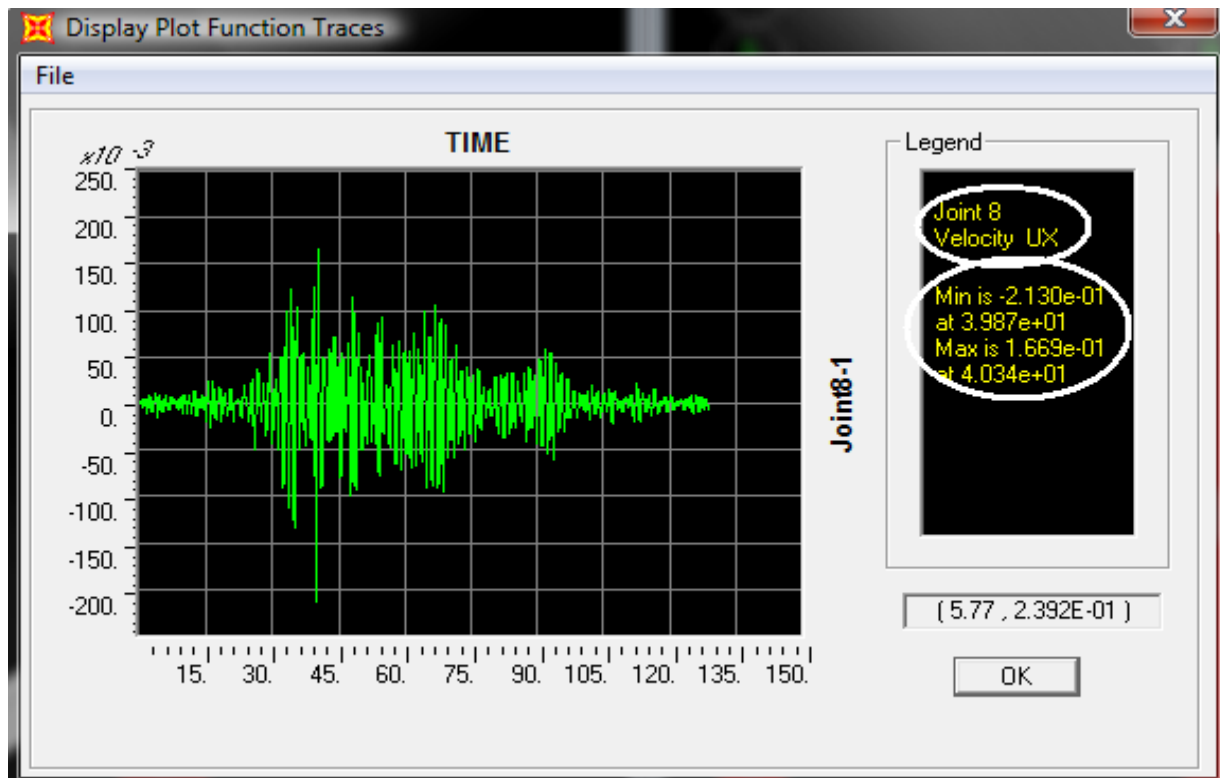 Display Plot Function Traces
File
TIME
x10 -3
250.
200.
150.
100.
50.
0.
-50.
-100.
-150.
-200.
15. 30. 45. 60. 75. 90. 105. 120. 135. 150.
Joint8-1
Legend
Joint 8
Velocity UX
Min is -2.130e-01
at 3.987e+01
Max is 1.669e-01
at 4.034e+01
( 5.77 , 2.392E-01 )
OK